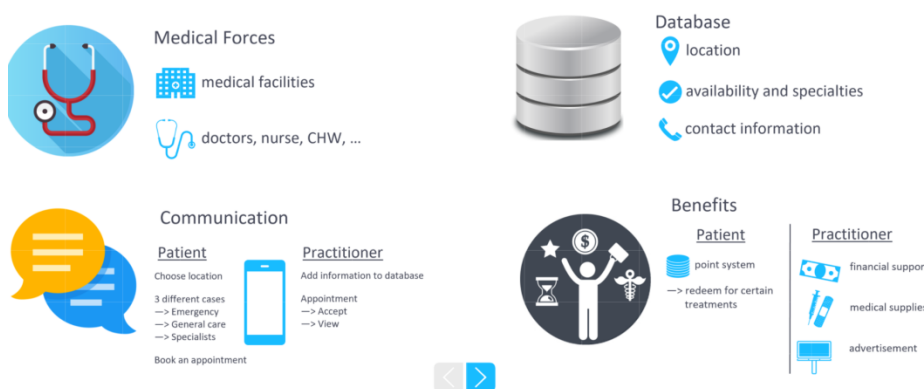 Medical Forces
medical facilities
doctors, nurse, CHW, ...
Database
location
availability and specialties
contact information
Communication
Patient
Choose location
3 different cases
—> Emergency
—> General care
—> Specialists
Book an appointment
Practitioner
Add information to database
Appointment
—> Accept
—> View
Benefits
Patient
point system
—> redeem for certain
treatments
Practitioner
financial suppor
medical supplies
advertisement